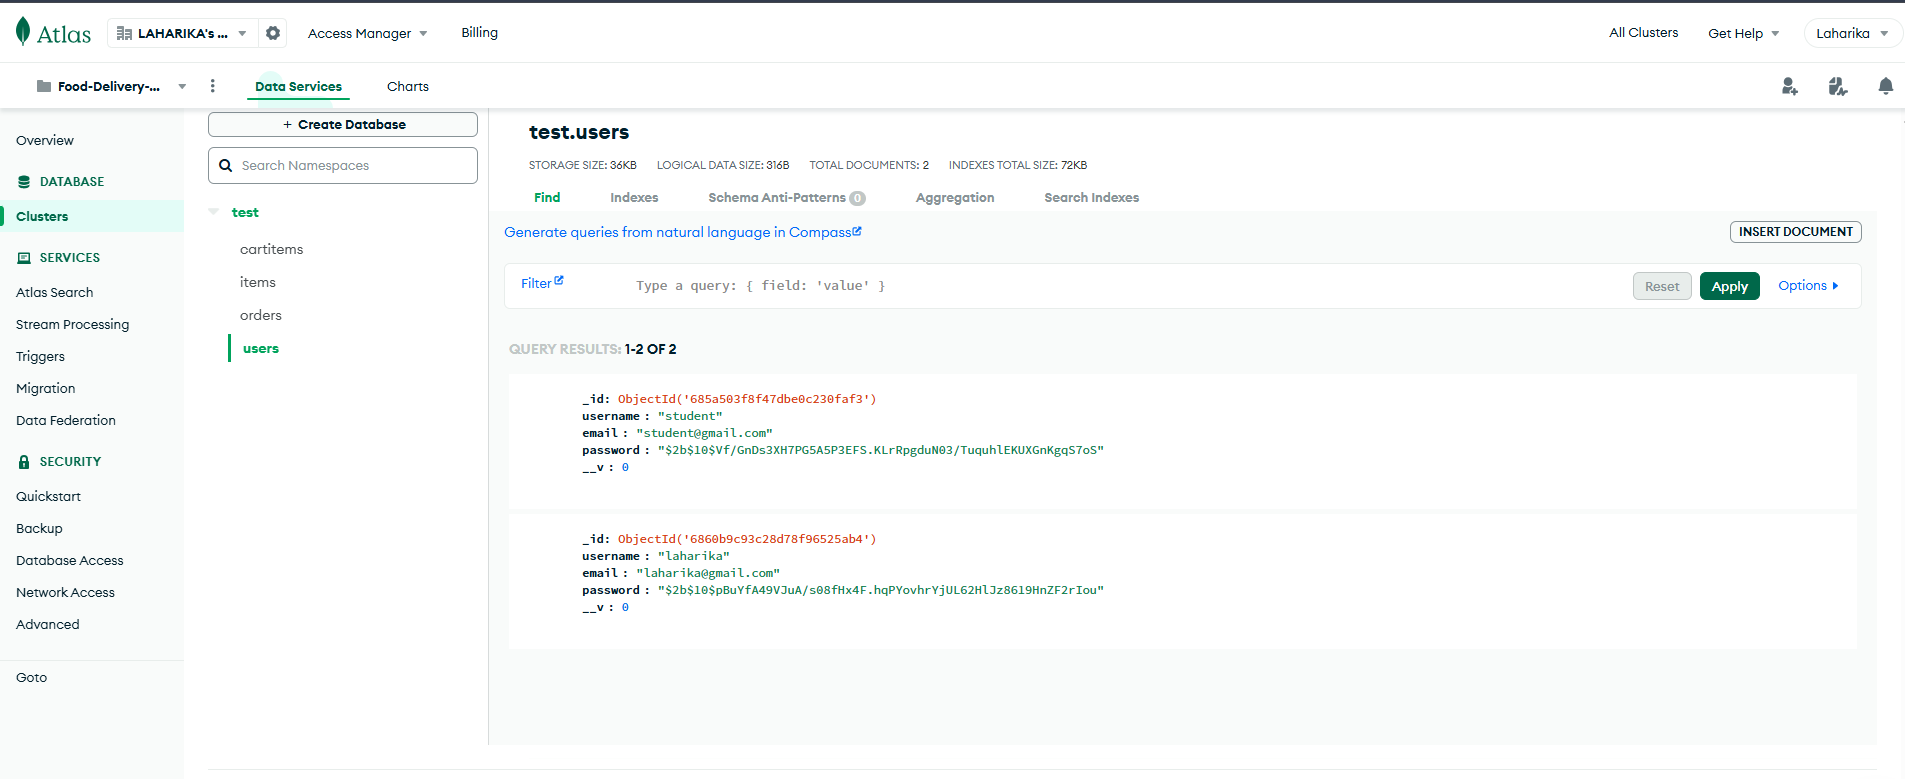 Atlas
LAHARIKA's ...
Access Manager
Billing
All Clusters
Get Help
Laharika
Food-Delivery-...
Data Services
Charts
Overview
DATABASE
Clusters
SERVICES
Atlas Search
Stream Processing
Triggers
Migration
Data Federation
SECURITY
Quickstart
Backup
Database Access
Network Access
Advanced
Goto
+ Create Database
Search Namespaces
test
cartitems
items
orders
users
test.users
STORAGE SIZE: 36KB LOGICAL DATA SIZE: 316B TOTAL DOCUMENTS: 2 INDEXES TOTAL SIZE: 72KB
Find Indexes Schema Anti-Patterns 0 Aggregation Search Indexes
Generate queries from natural language in Compass
INSERT DOCUMENT
Filter
Type a query: { field: 'value' }
Reset
Apply
Options
QUERY RESULTS: 1-2 OF 2
_id: ObjectId('685a503f8f47dbe0c230faf3')
username : "student"
email : "student@gmail.com"
password : "$2b$10$Vf/GnDs3XH7PG5A5P3EFS.KLrRpgduN03/TuquhlEKUXGnKgqS7oS"
__v : 0
_id: ObjectId('6860b9c93c28d78f96525ab4')
username : "laharika"
email : "laharika@gmail.com"
password : "$2b$10$pBuYfA49VJuA/s08fHx4F.hqPYovhrYjUL62HlJz8619HnZF2rIou"
__v : 0